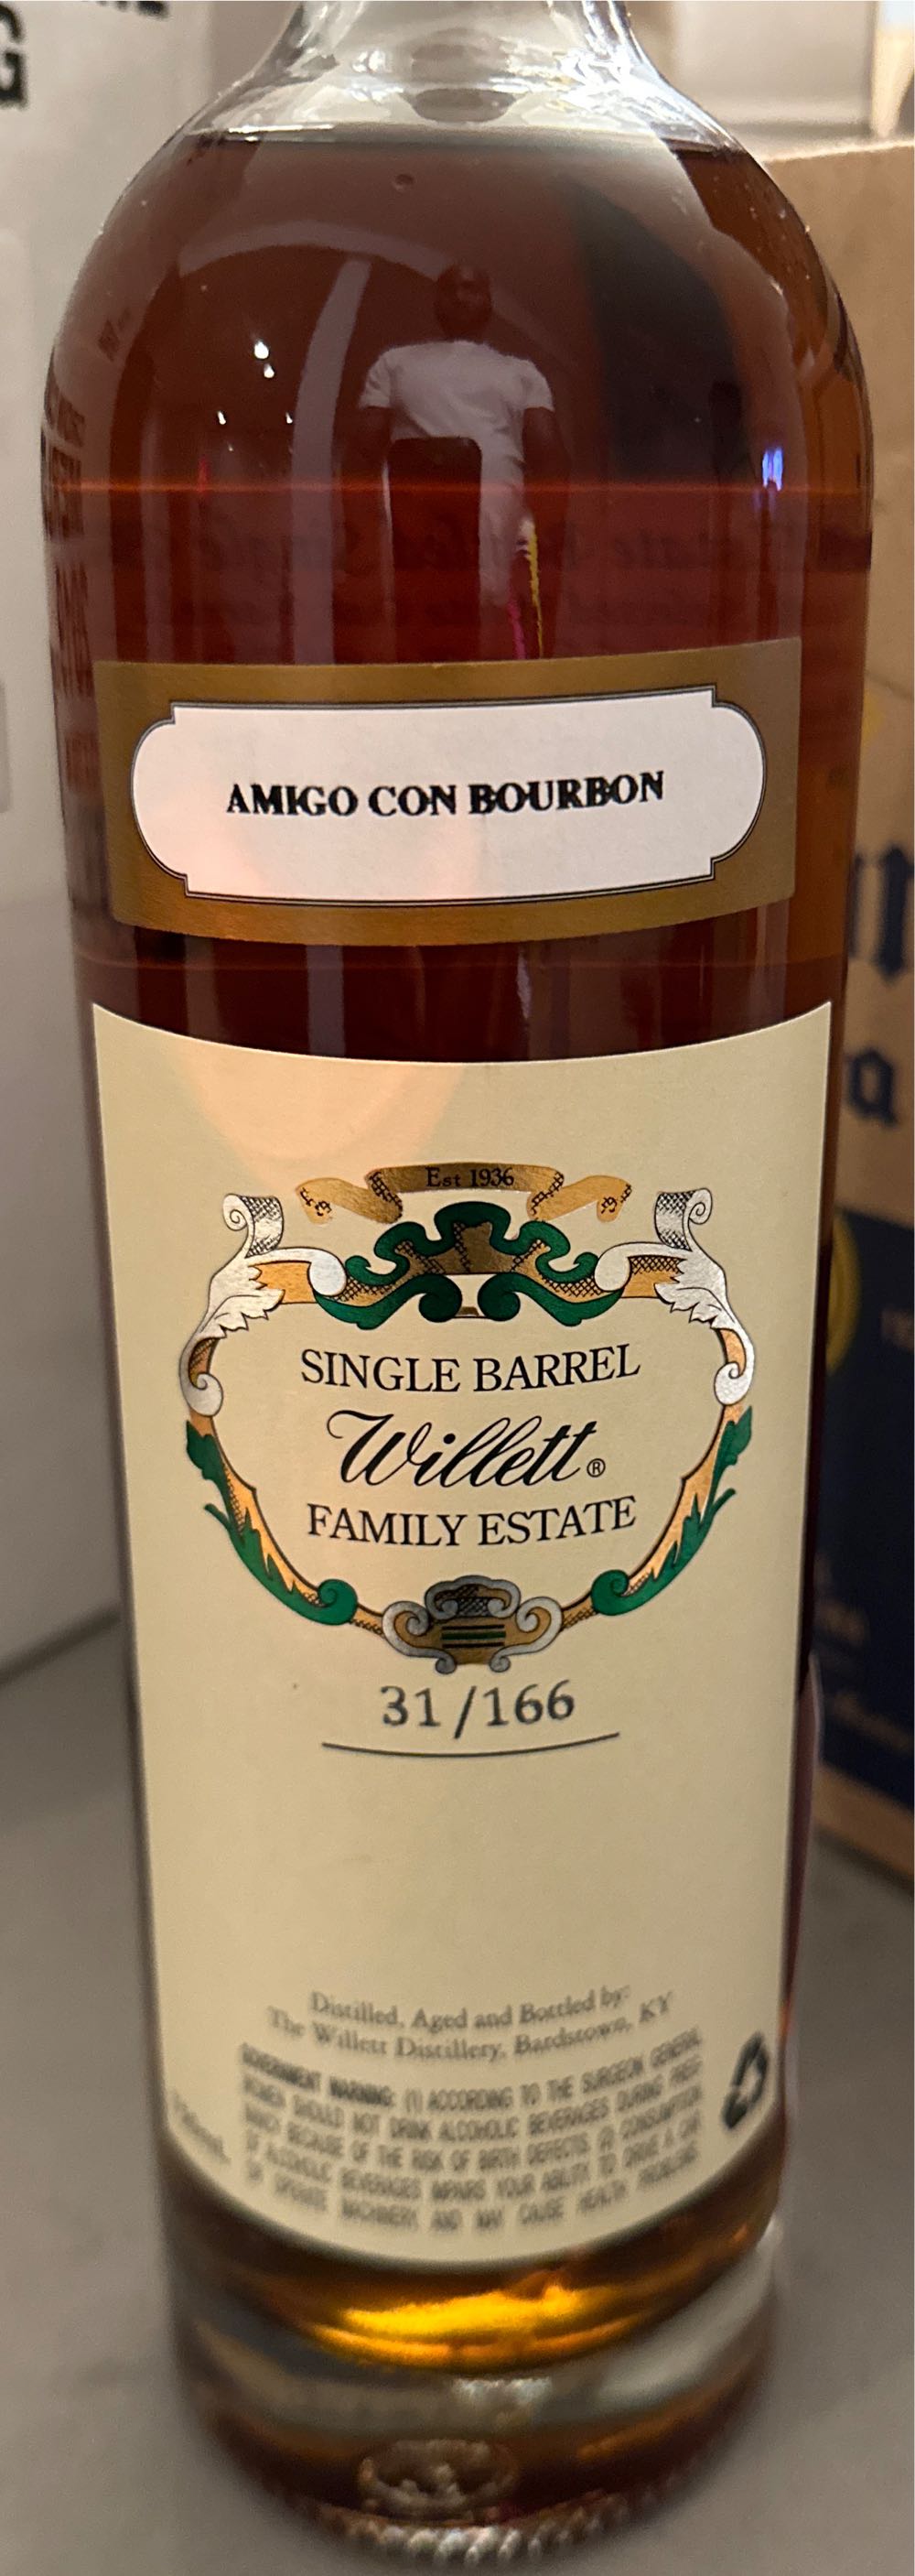 G
AMIGO CON BOURBON
Est 1936
SINGLE BARREL
Willett®
FAMILY ESTATE
31/166
Distilled, Aged and Bottled by:
The Willett Distillery, Bardstown, KY
GOVERNMENT WARNING: (1) ACCORDING TO THE SURGEON GENERAL
WOMEN SHOULD NOT DRINK ALCOHOLIC BEVERAGES DURING PREG
NANCY BECAUSE OF THE RISK OF BIRTH DEFECTS (2) CONSUMPTION
OF ALCOHOLIC BEVERAGES IMPAIRS YOUR ABILITY TO DRIVE A CAR
OR OPERATE MACHINERY AND MAY CAUSE HEALTH PROBLEMS
a